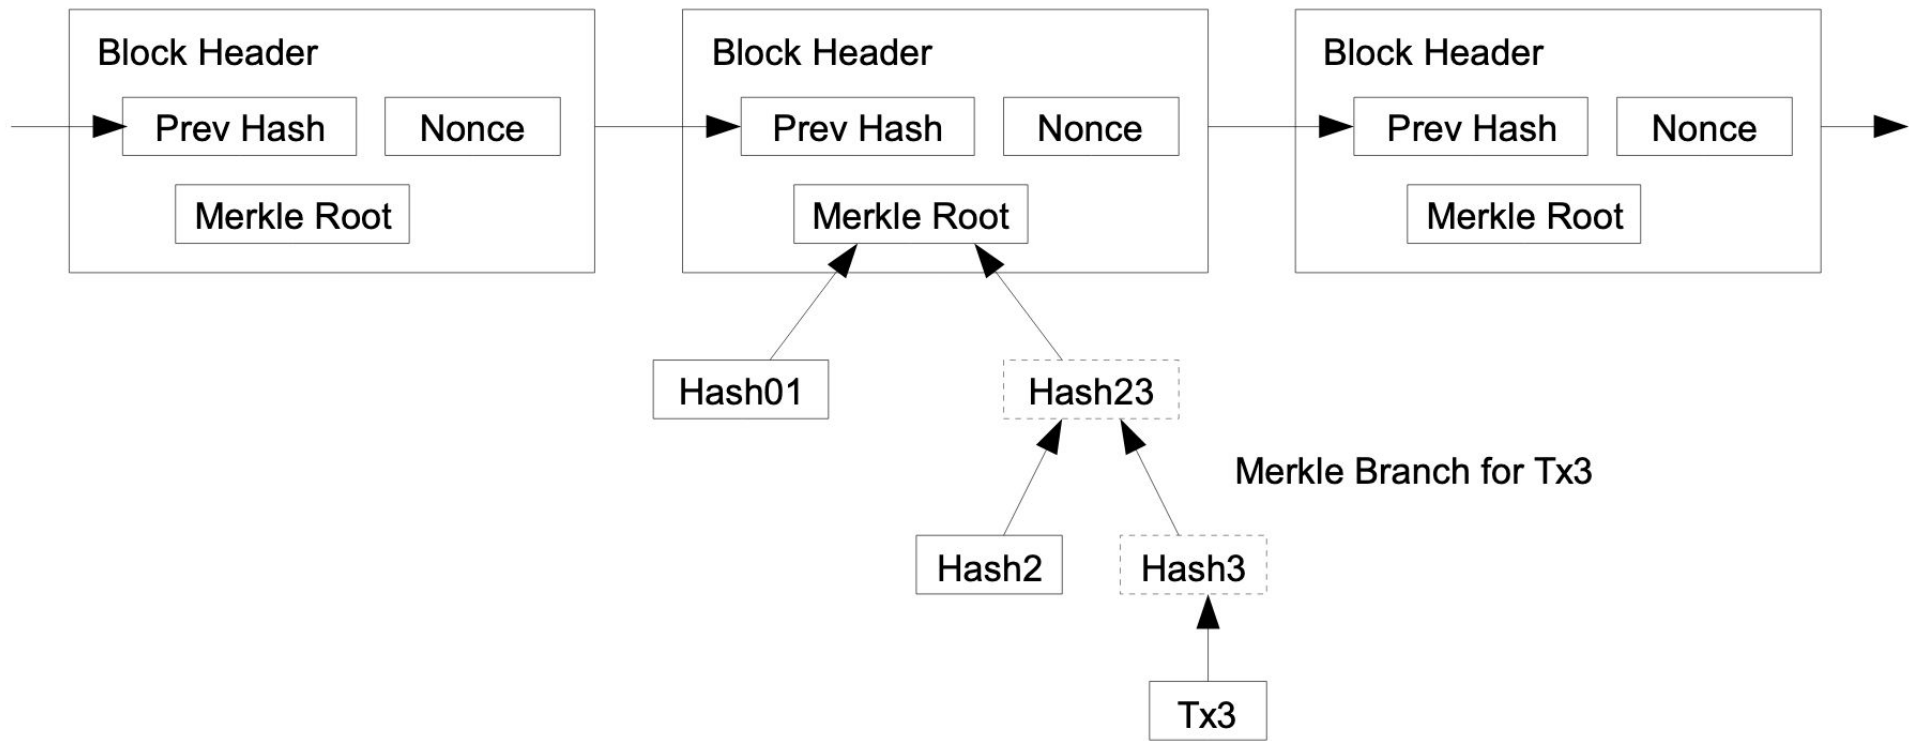 Block Header
Prev Hash
Nonce
Merkle Root
Block Header
Prev Hash
Nonce
Merkle Root
Block Header
Prev Hash
Nonce
Merkle Root
Hash01
Hash23
Merkle Branch for Tx3
Hash2
Hash3
Tx3